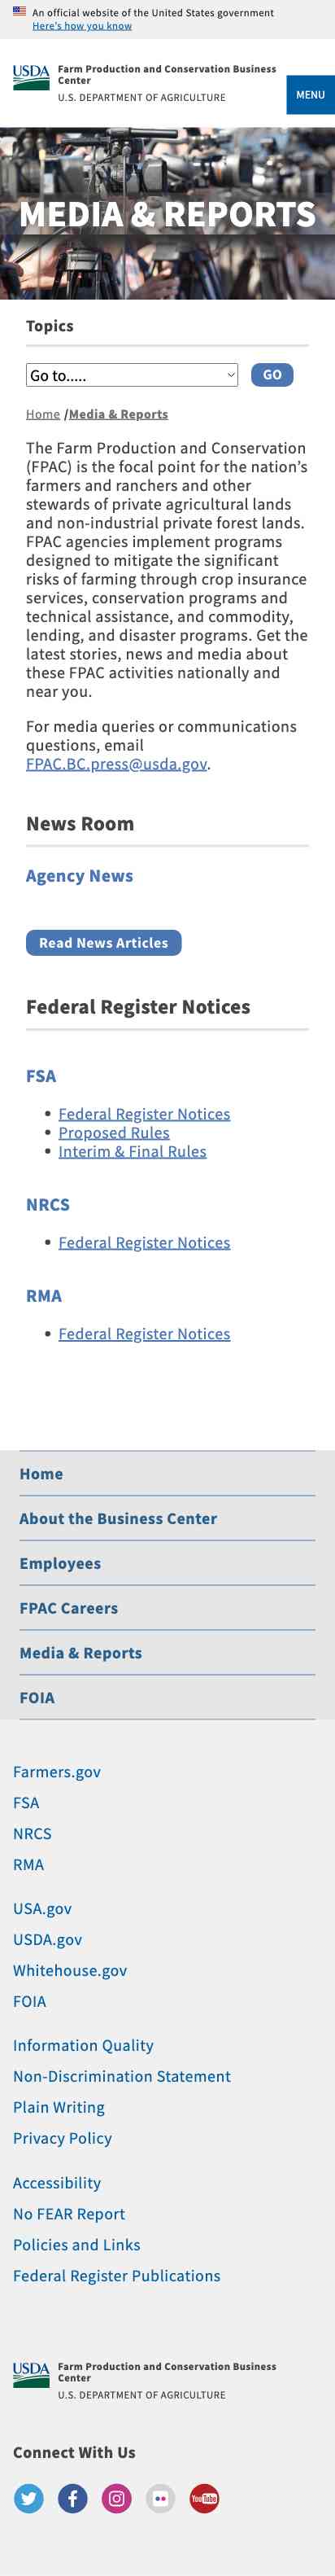 An official website of the United States government
Here's how you know
USDA
Farm Production and Conservation Business
Center
U.S. DEPARTMENT OF AGRICULTURE
MENU
MEDIA & REPORTS
Topics
Go to.....
GO
Home /Media & Reports
The Farm Production and Conservation
(FPAC) is the focal point for the nation's
farmers and ranchers and other
stewards of private agricultural lands
and non-industrial private forest lands.
FPAC agencies implement programs
designed to mitigate the significant
risks of farming through crop insurance
services, conservation programs and
technical assistance, and commodity,
lending, and disaster programs. Get the
latest stories, news and media about
these FPAC activities nationally and
near you.
For media queries or communications
questions, email
FPAC.BC.press@usda.gov.
News Room
Agency News
Read News Articles
Federal Register Notices
FSA
Federal Register Notices
Proposed Rules
Interim & Final Rules
NRCS
Federal Register Notices
RMA
Federal Register Notices
Home
About the Business Center
Employees
FPAC Careers
Media & Reports
FOIA
Farmers.gov
FSA
NRCS
RMA
USA.gov
USDA.gov
Whitehouse.gov
FOIA
Information Quality
Non-Discrimination Statement
Plain Writing
Privacy Policy
Accessibility
No FEAR Report
Policies and Links
Federal Register Publications
USDA
Farm Production and Conservation Business
Center
U.S. DEPARTMENT OF AGRICULTURE
Connect With Us
YouTube